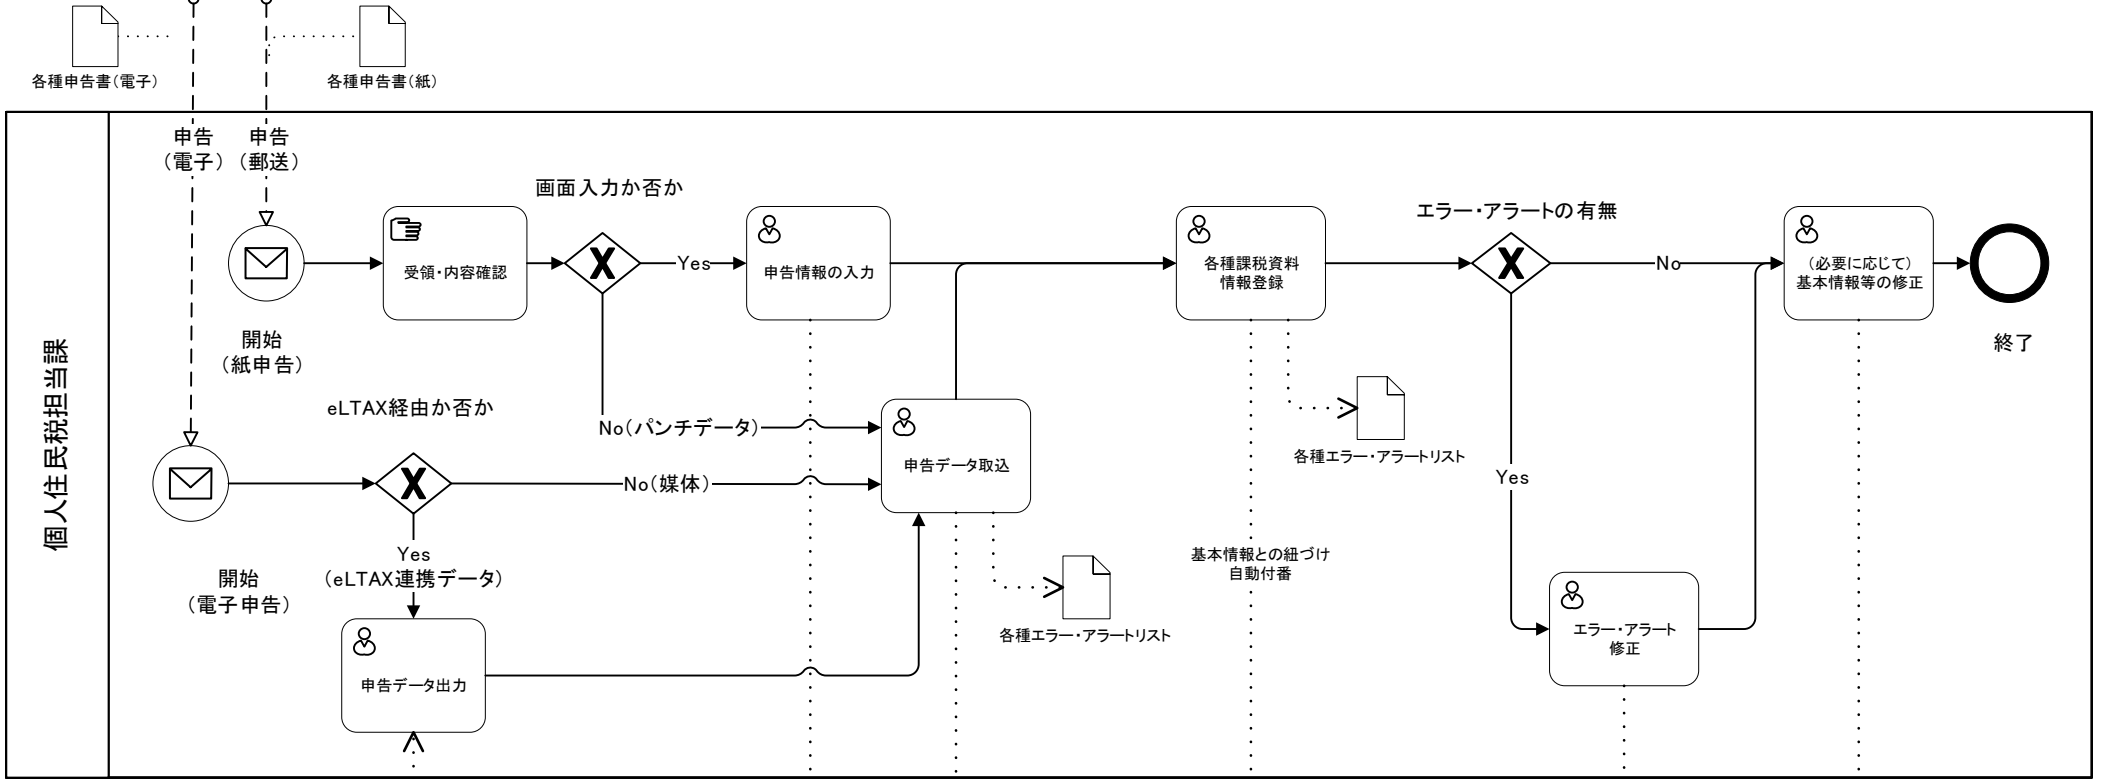 各種申告書(電子)
各種申告書(紙)
申告
(電子)
申告
(郵送)
画面入力か否か
エラー・アラートの有無
受領・内容確認
Yes
申告情報の入力
各種課税資料
情報登録
No
(必要に応じて)
基本情報等の修正
開始
(紙申告)
終了
個人住民税担当課
eLTAX経由か否か
No(パンチデータ)
申告データ取込
各種エラー・アラートリスト
No(媒体)
Yes
Yes
(eLTAX連携データ)
基本情報との紐づけ
自動付番
開始
(電子申告)
各種エラー・アラートリスト
エラー・アラート
修正
申告データ出力